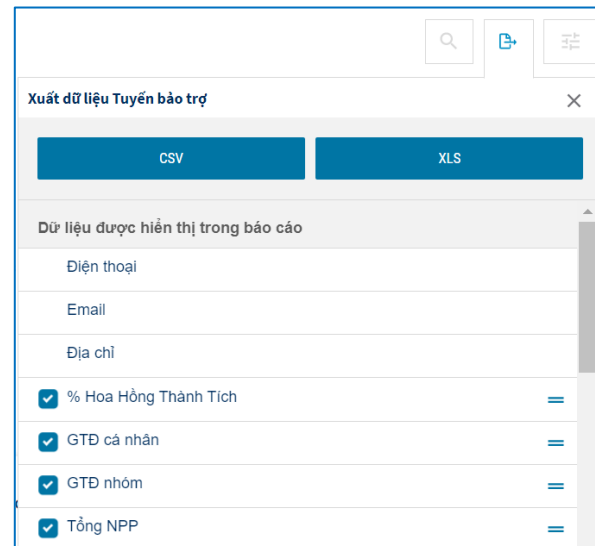 Xuất dữ liệu Tuyến bảo trợ
CSV XLS
Dữ liệu được hiển thị trong báo cáo
Điện thoại
Email
Địa chỉ
% Hoa Hồng Thành Tích
GTĐ cá nhân
GTĐ nhóm
Tổng NPP